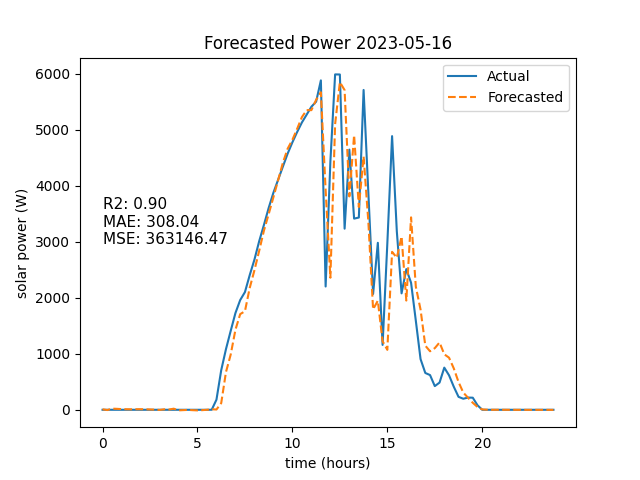 Forecasted Power 2023-05-16
Actual
Forecasted
R2: 0.90
MAE: 308.04
MSE: 363146.47
solar power (W)
6000
5000
4000
3000
2000
1000
0
0 5 10 15 20
time (hours)